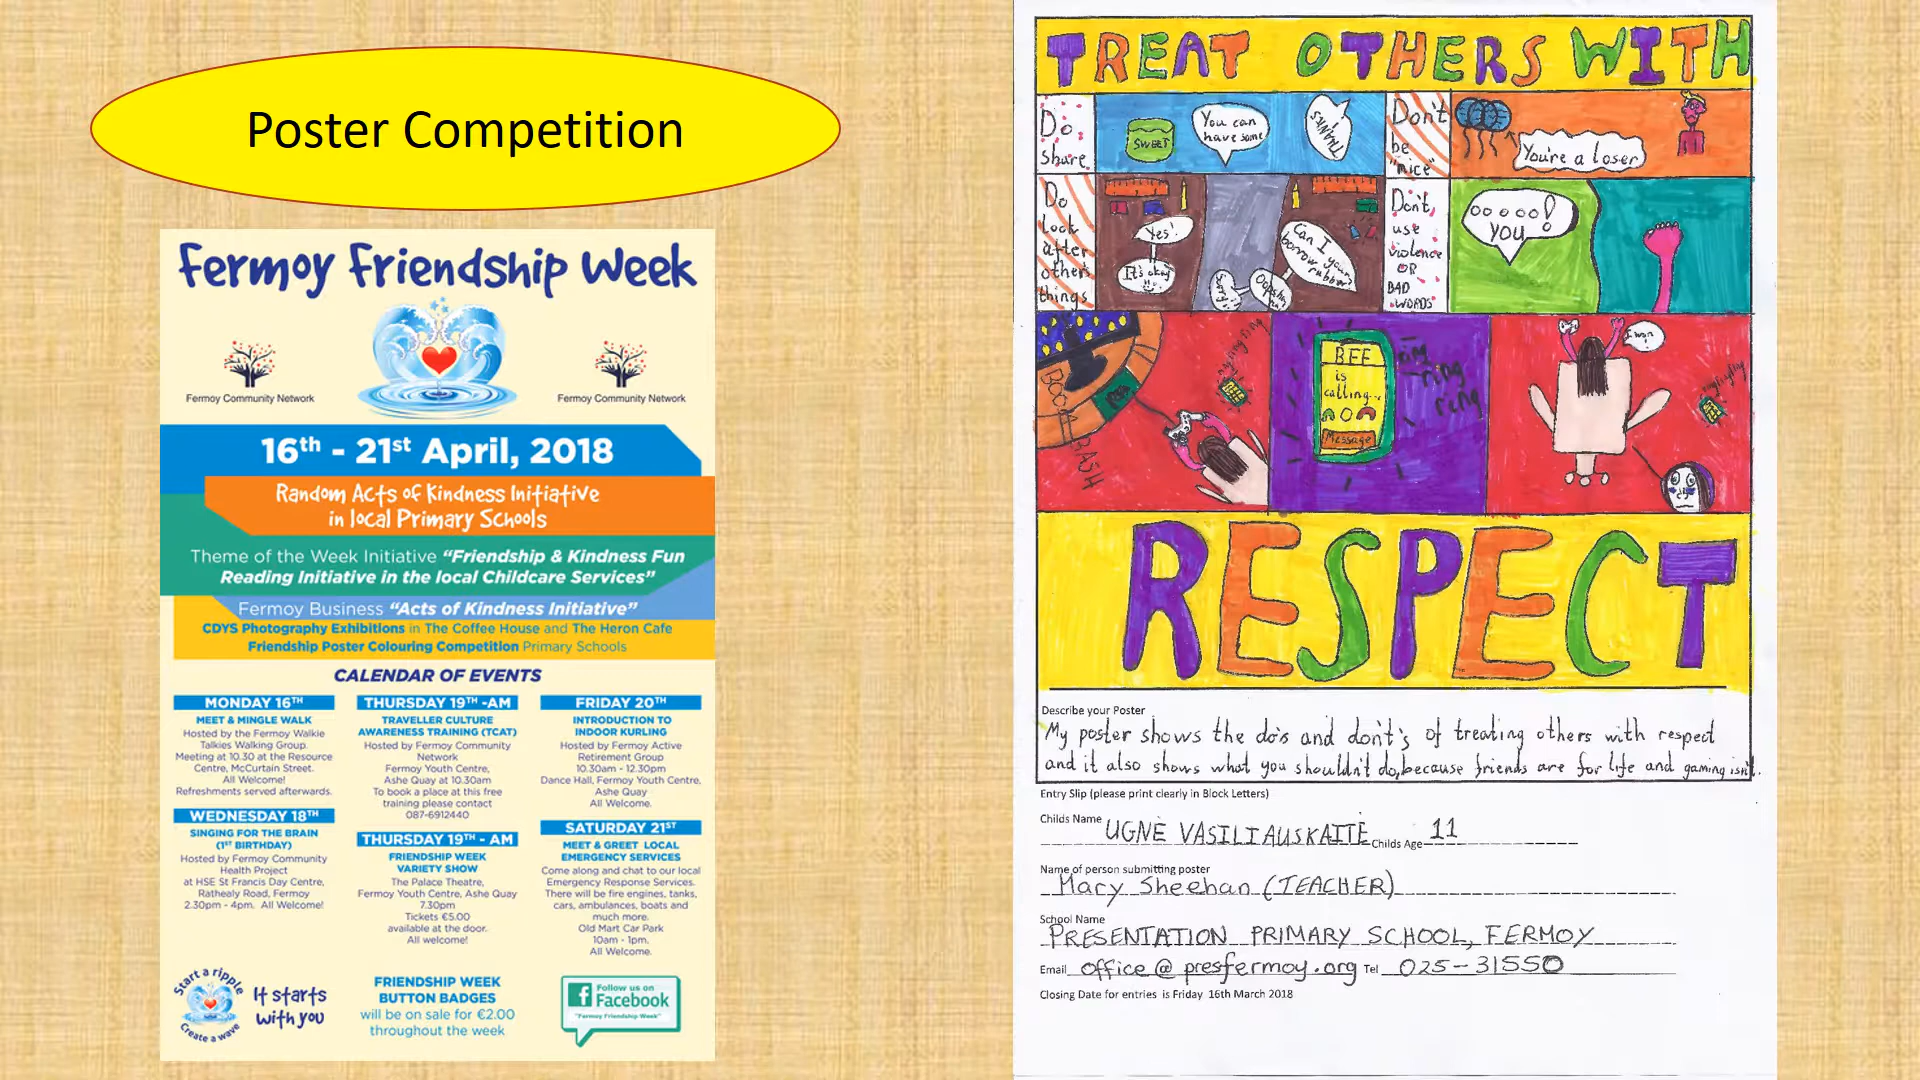 Poster Competition
Fermoy Friendship Week
Fermoy Community Network
Fermoy Community Network
16th - 21st April, 2018
Random Acts of Kindness Initiative
in local Primary Schools
Theme of the Week Initiative “Friendship & Kindness Fun
Reading Initiative in the local Childcare Services”
Fermoy Business “Acts of Kindness Initiative”
CDYS Photography Exhibitions in The Coffee House and The Heron Cafe
Friendship Poster Colouring Competition Primary Schools
CALENDAR OF EVENTS
MONDAY 16TH
MEET & MINGLE WALK
Hosted by the Fermoy Walkie
Talkies Walking Group.
Meeting at 10.30 at the Resource
Centre, McCurtain Street.
All Welcome!
Refreshments served afterwards.
WEDNESDAY 18TH
SINGING FOR THE BRAIN
(1ST BIRTHDAY)
Hosted by Fermoy Community
Health Project
at HSE St Francis Day Centre,
Rathealy Road, Fermoy
2.30pm - 4pm. All Welcome!
THURSDAY 19TH -AM
TRAVELLER CULTURE
AWARENESS TRAINING (TCAT)
Hosted by Fermoy Community
Network
Fermoy Youth Centre,
Ashe Quay at 10.30am
To book a place at this free
training please contact
087-6912440
THURSDAY 19TH - AM
FRIENDSHIP WEEK
VARIETY SHOW
The Palace Theatre,
Fermoy Youth Centre, Ashe Quay
7.30pm
Tickets €5.00
available at the door.
All welcome!
FRIDAY 20TH
INTRODUCTION TO
INDOOR KURLING
Hosted by Fermoy Active
Retirement Group
10.30am - 12.30pm
Dance Hall, Fermoy Youth Centre,
Ashe Quay
All Welcome.
SATURDAY 21ST
MEET & GREET LOCAL
EMERGENCY SERVICES
Come along and chat to our local
Emergency Response Services.
There will be fire engines, tanks,
cars, ambulances, boats and
much more.
Old Mart Car Park
10am - 1pm.
All Welcome.
Start a ripple
Create a wave
It starts
with you
FRIENDSHIP WEEK
BUTTON BADGES
will be on sale for €2.00
throughout the week
Follow us on
Facebook
"Fermoy Friendship Week"
TREAT OTHERS WITH
Do
share
SWEET
You can
have some
THANKS
Don't
be
"nice"
You're a loser
Do
look
after
others
things
Yes!
It's okay
Can I your
borrow
rubber
Don't
use
violence
OR
BAD
WORDS
ooooo!
YOU
BOOM
BASH
ring ring ring
BFF
is
calling...
Message
ring
ring
ring
I won!
RESPECT
Describe your Poster
My poster shows the do's and dont's of treating others with respect
and it also shows what you shouldn't do, because friends are for life and gaming isn't.
Entry Slip (please print clearly in Block Letters)
Childs Name UGNĖ VASILIAUSKAITĖ Childs Age 11
Name of person submitting poster
Mary Sheehan (TEACHER)
School Name
PRESENTATION PRIMARY SCHOOL, FERMOY
Email office@presfermoy.org Tel 025-31550
Closing Date for entries is Friday 16th March 2018